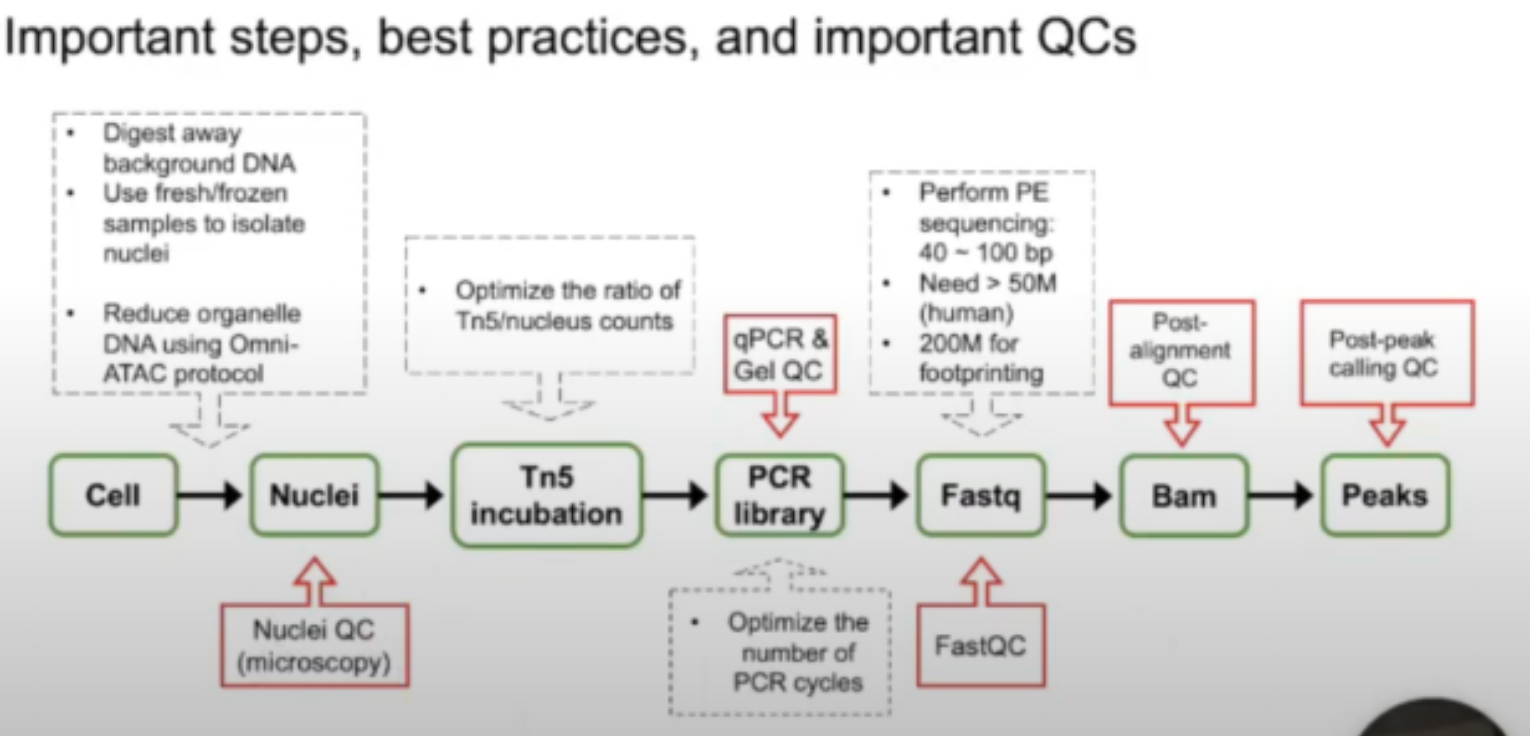 Important steps, best practices, and important QCs
• Digest away
background DNA
• Use fresh/frozen
samples to isolate
nuclei
• Reduce organelle
DNA using Omni-
ATAC protocol
• Optimize the ratio of
Tn5/nucleus counts
qPCR &
Gel QC
• Perform PE
sequencing:
40 ~ 100 bp
• Need > 50M
(human)
• 200M for
footprinting
Post-
alignment
QC
Post-peak
calling QC
Cell
Nuclei
Tn5
incubation
PCR
library
Fastq
Bam
Peaks
Nuclei QC
(microscopy)
• Optimize the
number of
PCR cycles
FastQC